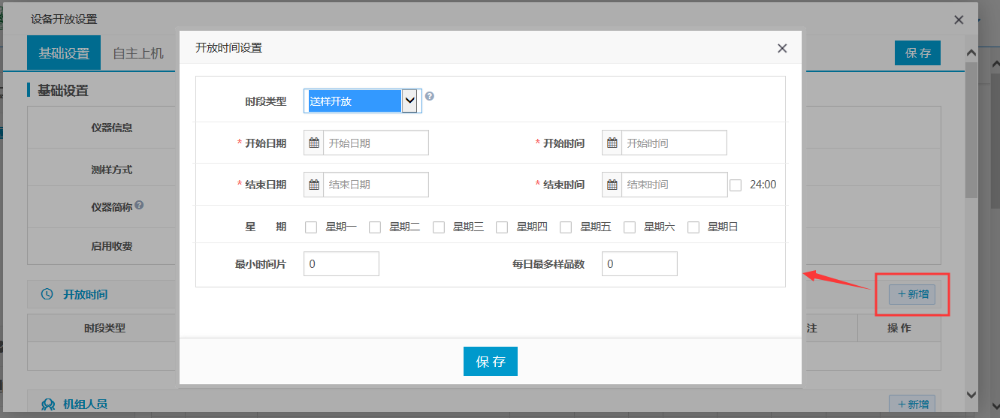 设备开放设置
基础设置 自主上机 保 存
基础设置
仪器信息
测样方式
仪器简称
启用收费
开放时间 ＋新增
时段类型 注 操 作
机组人员 ＋新增
开放时间设置
时段类型 送样开放
* 开始日期 开始日期 * 开始时间 开始时间
* 结束日期 结束日期 * 结束时间 结束时间 24:00
星 期 星期一 星期二 星期三 星期四 星期五 星期六 星期日
最小时间片 0 每日最多样品数 0
保 存